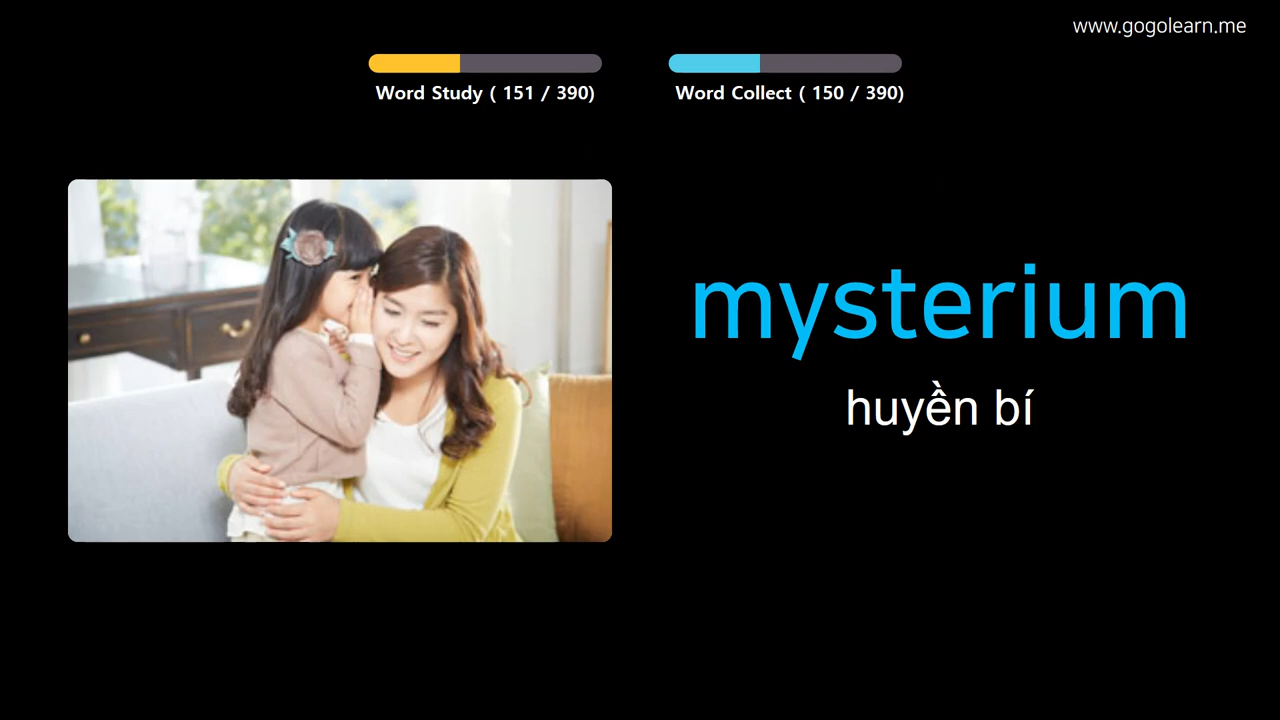 www.gogolearn.me
Word Study ( 151 / 390)
Word Collect ( 150 / 390)
mysterium
huyền bí